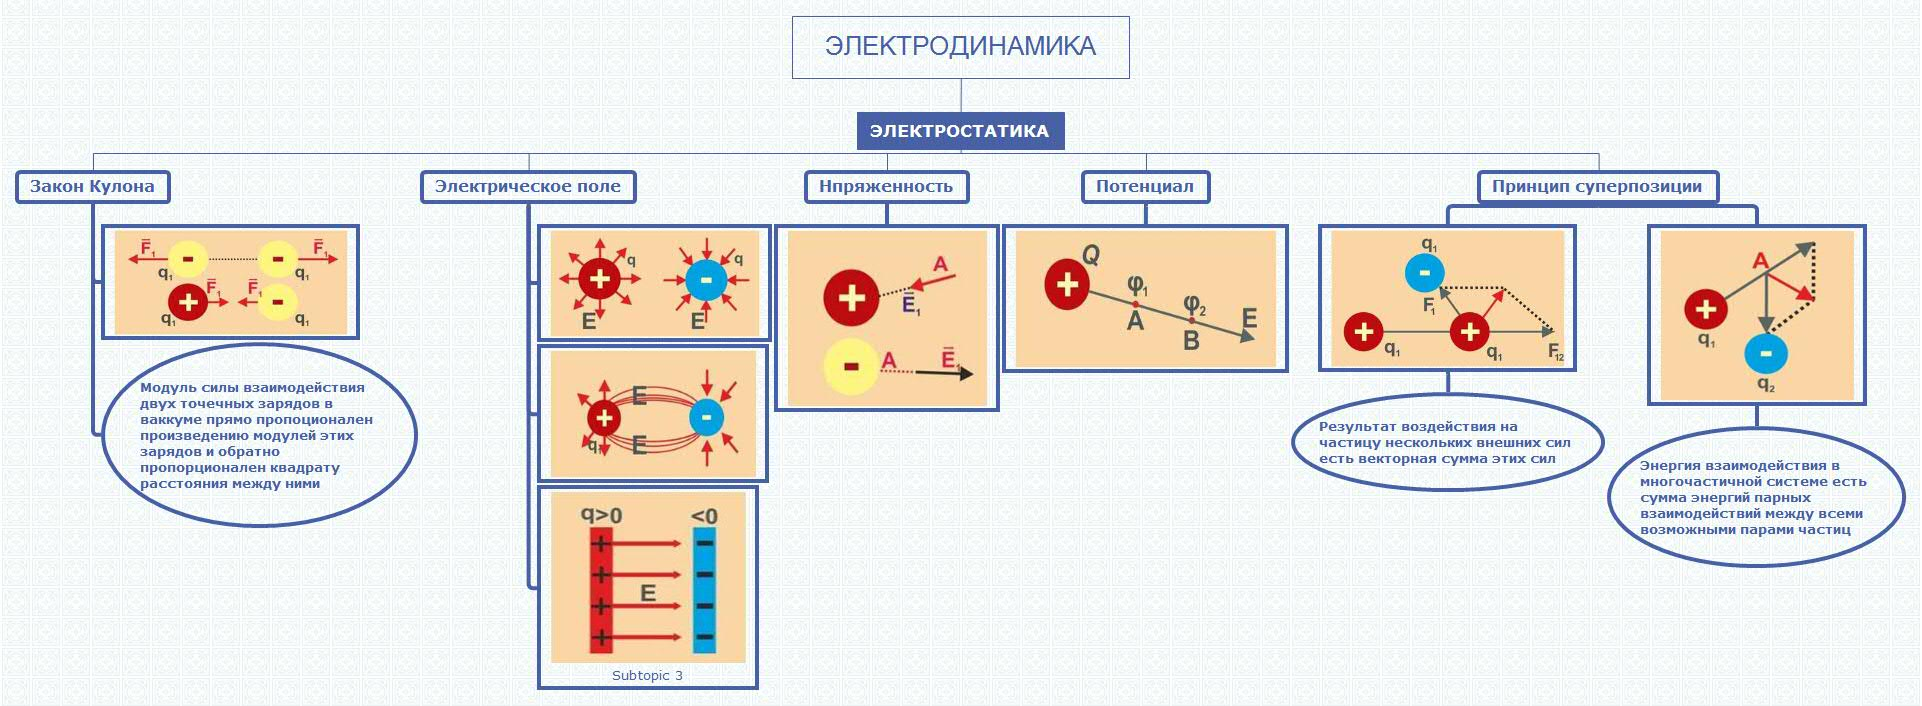 ЭЛЕКТРОДИНАМИКА
ЭЛЕКТРОСТАТИКА
Закон Кулона
Электрическое поле
Нпряженность
Потенциал
Принцип суперпозиции
F₁
F₁
q₁
q₁
F₁
F₁
q₁
q₁
Модуль силы взаимодействия
двух точечных зарядов в
ваккуме прямо пропоционален
произведению модулей этих
зарядов и обратно
пропорционален квадрату
расстояния между ними
q
q
E
E
E
E
q₁
q>0
<0
E
Subtopic 3
A
E₁
A
E₁
Q
φ₁
A
φ₂
B
E
q₁
F₁
q₁
q₁
F₁₂
Результат воздействия на
частицу нескольких внешних сил
есть векторная сумма этих сил
A
q₁
q₂
Энергия взаимодействия в
многочастичной системе есть
сумма энергий парных
взаимодействий между всеми
возможными парами частиц